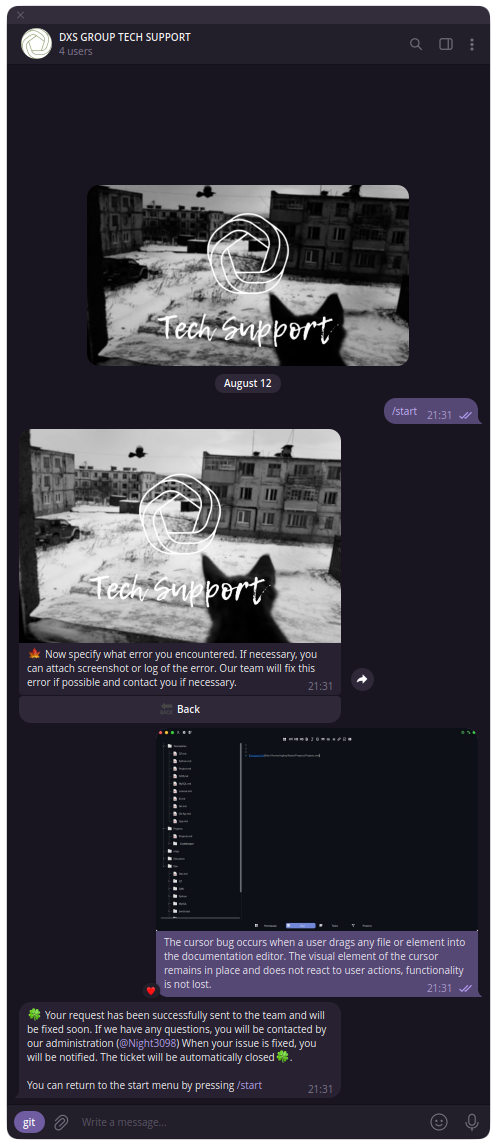 DXS GROUP TECH SUPPORT
4 users
Tech Support
August 12
/start 21:31
Tech Support
Now specify what error you encountered. If necessary, you
can attach screenshot or log of the error. Our team will fix this
error if possible and contact you if necessary.
21:31
Back
The cursor bug occurs when a user drags any file or element into
the documentation editor. The visual element of the cursor
remains in place and does not react to user actions, functionality
is not lost.
21:31
🍀 Your request has been successfully sent to the team and will
be fixed soon. If we have any questions, you will be contacted by
our administration (@Night3098) When your issue is fixed, you
will be notified. The ticket will be automatically closed🍀.
You can return to the start menu by pressing /start
21:31
git
Write a message...